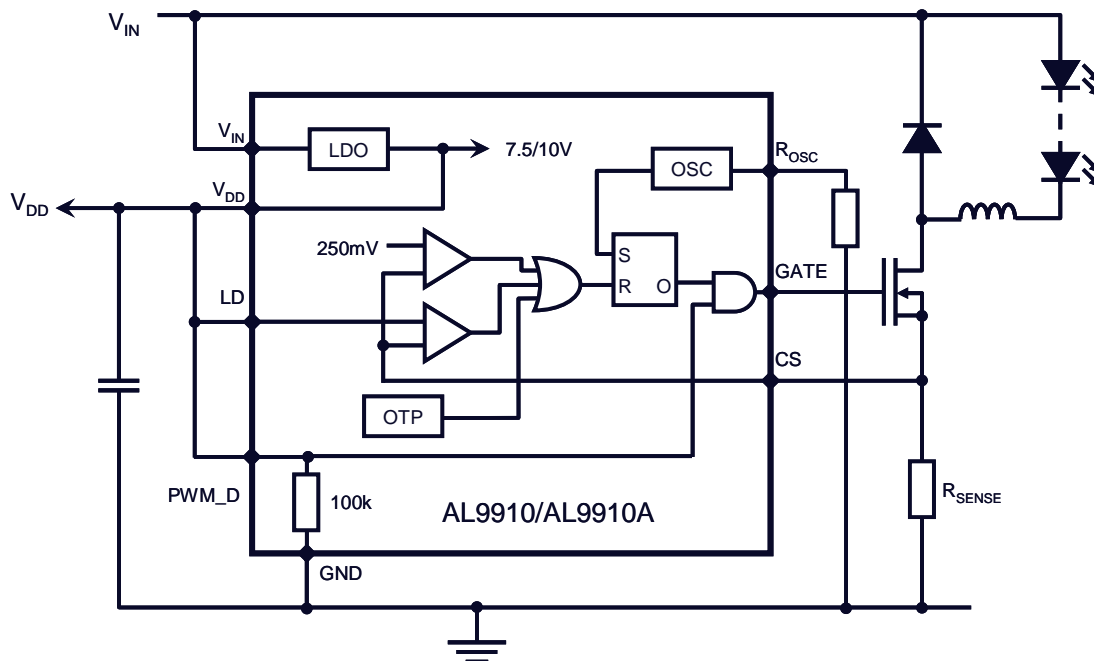 VIN
VIN
LDO
7.5/10V
OSC
ROSC
VDD
VDD
250mV
S
R
O
GATE
LD
CS
OTP
PWM_D
100k
AL9910/AL9910A
RSENSE
GND